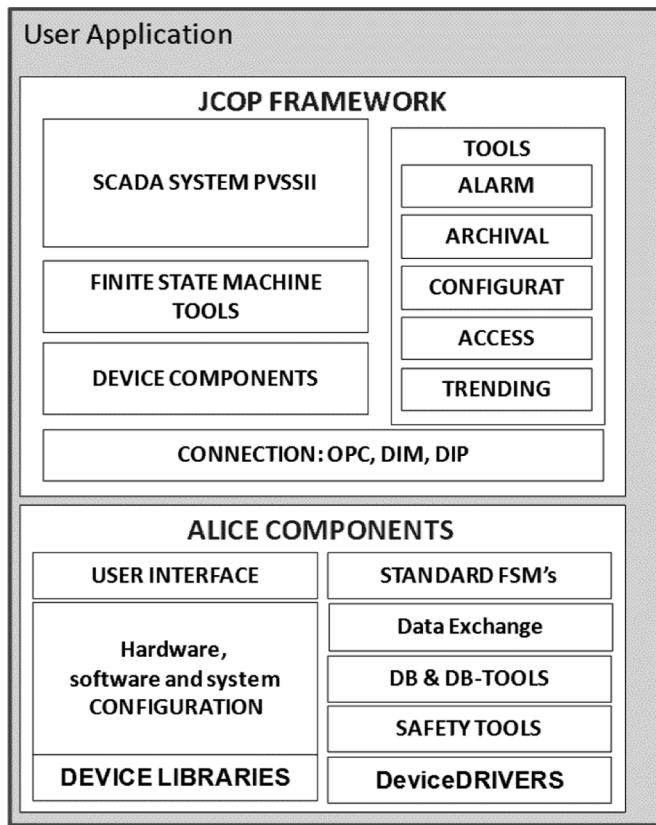 User Application
JCOP FRAMEWORK
SCADA SYSTEM PVSSII
FINITE STATE MACHINE
TOOLS
DEVICE COMPONENTS
TOOLS
ALARM
ARCHIVAL
CONFIGURAT
ACCESS
TRENDING
CONNECTION: OPC, DIM, DIP
ALICE COMPONENTS
USER INTERFACE
Hardware,
software and system
CONFIGURATION
DEVICE LIBRARIES
STANDARD FSM's
Data Exchange
DB & DB-TOOLS
SAFETY TOOLS
DeviceDRIVERS